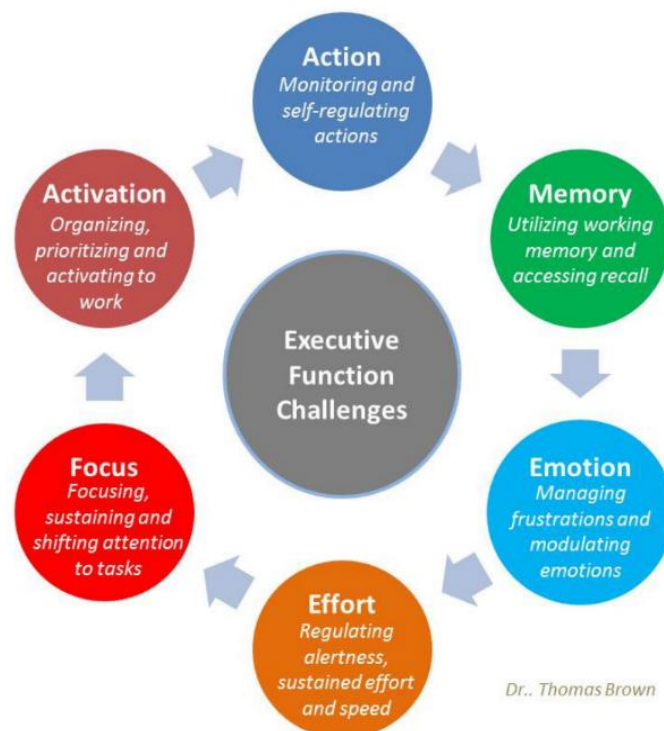 Action
Monitoring and
self-regulating
actions
Memory
Utilizing working
memory and
accessing recall
Emotion
Managing
frustrations and
modulating
emotions
Effort
Regulating
alertness,
sustained effort
and speed
Focus
Focusing,
sustaining and
shifting attention
to tasks
Activation
Organizing,
prioritizing and
activating to
work
Executive
Function
Challenges
Dr.. Thomas Brown